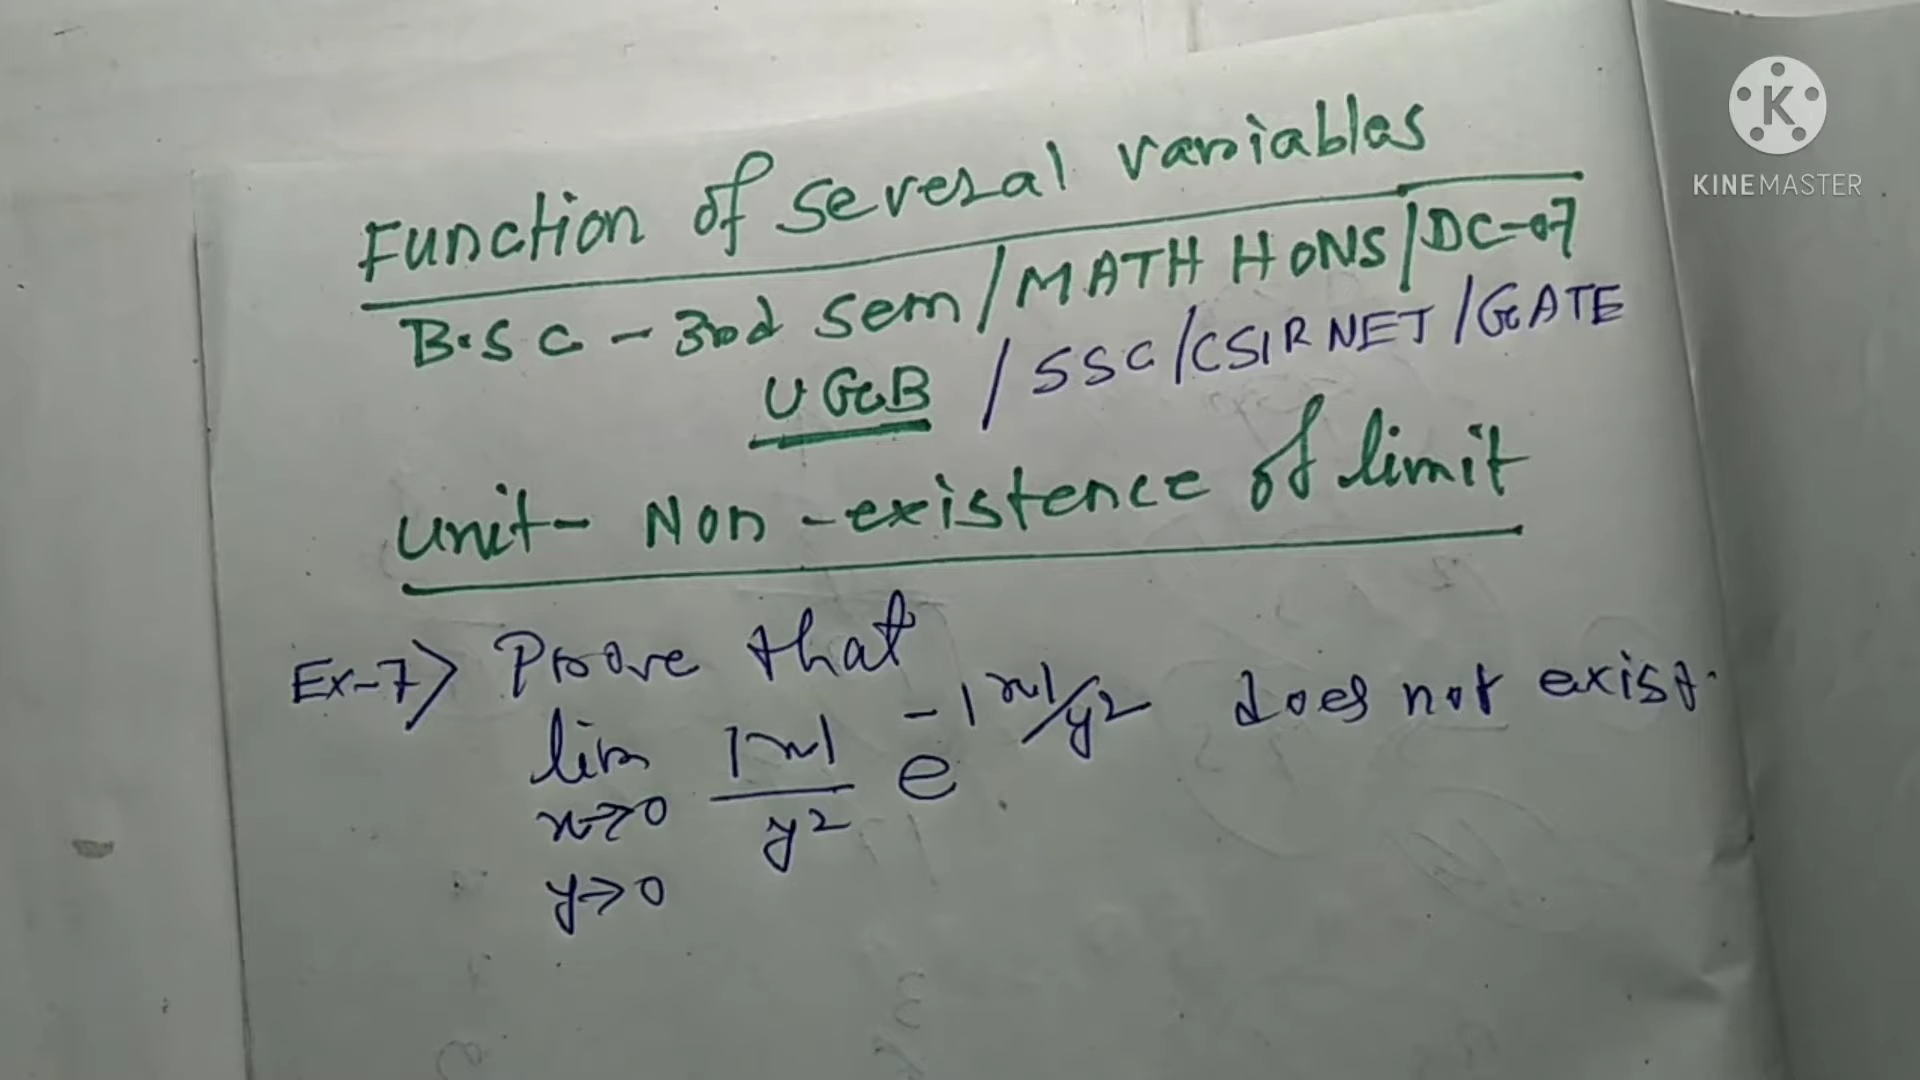 KINEMASTER
Function of several variables
B.SC - 3rd sem/MATH HONS/DC-07
UGB / SSC/CSIR NET/GATE
Unit- Non-existence of limit
Ex-7> Prove that
lim |x|/y² e^-|x|/y² does not exist.
x→0
y→0